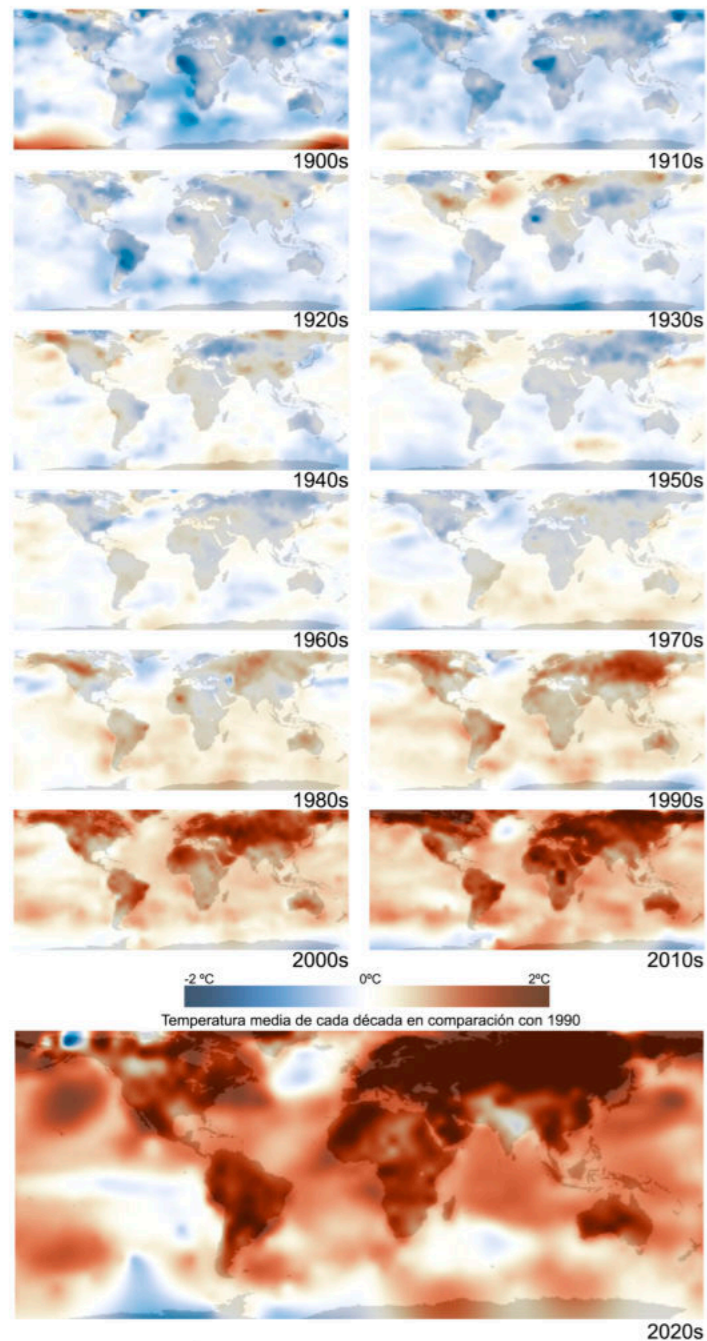 1900s
1910s
1920s
1930s
1940s
1950s
1960s
1970s
1980s
1990s
2000s
2010s
-2 ºC 0ºC 2ºC
Temperatura media de cada década en comparación con 1990
2020s